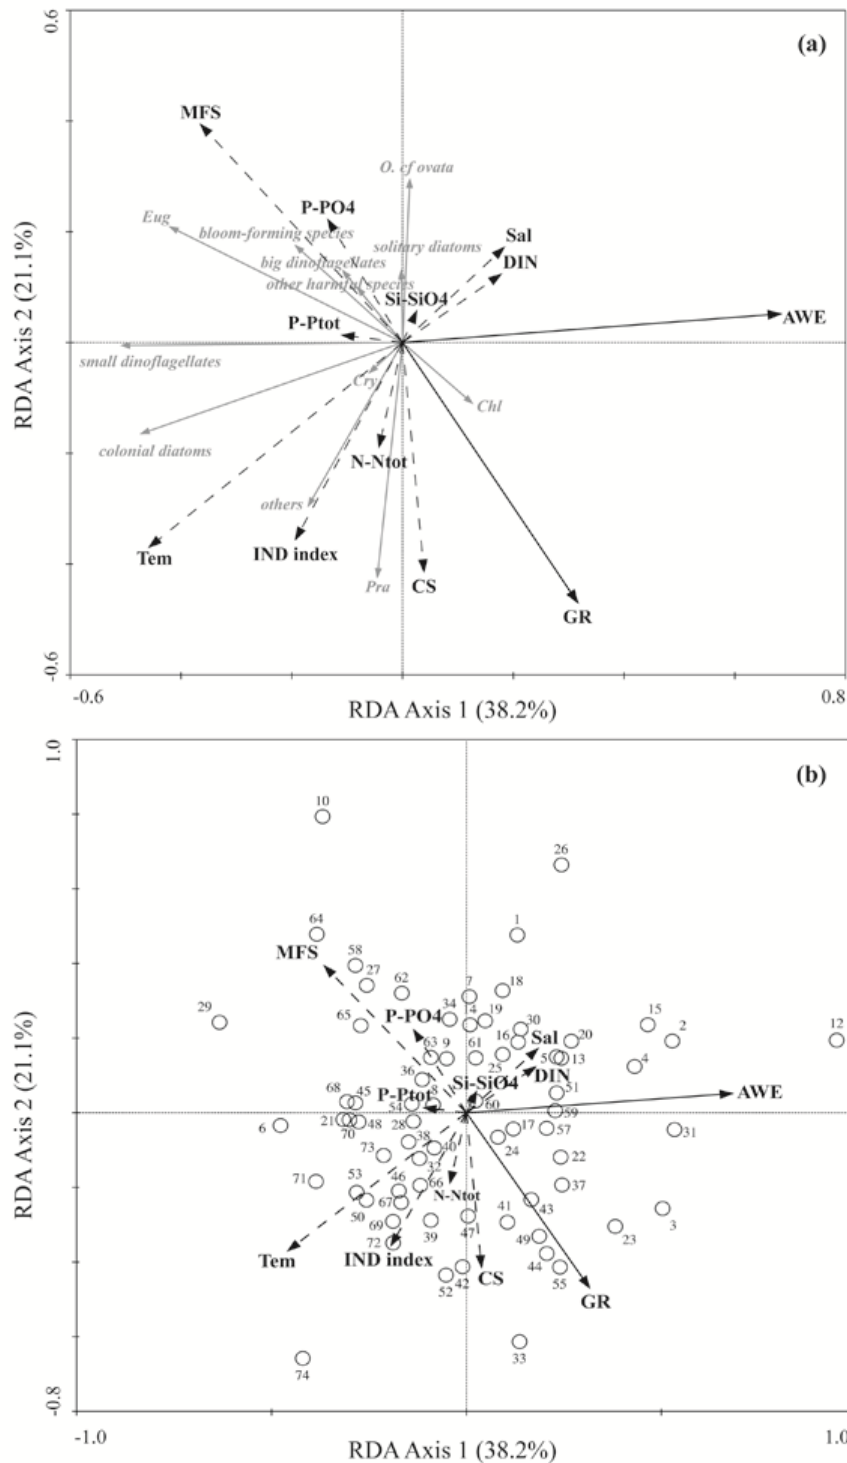 0.6
(a)
MFS
O. cf ovata
P-PO4
Eug
bloom-forming species
Sal
solitary diatoms
big dinoflagellates
DIN
other harmful species
Si-SiO4
P-Ptot
AWE
small dinoflagellates
Cry
Chl
colonial diatoms
N-Ntot
others
Tem
IND index
Pra
CS
GR
RDA Axis 2 (21.1%)
-0.6
-0.6
0.8
RDA Axis 1 (38.2%)
1.0
(b)
10
26
64
1
MFS
58
27
62
7
18
29
65
34
14
19
30
15
2
12
P-PO4
16
Sal
20
63
9
61
25
5
13
4
36
Si-SiO4
DIN
68
45
P-Ptot
8
51
AWE
54
60
59
6
21
70
48
28
17
57
31
73
38
40
24
22
32
71
53
46
66
N-Ntot
37
50
67
43
3
69
39
47
41
23
72
49
Tem
IND index
CS
44
52
42
55
GR
33
74
RDA Axis 2 (21.1%)
-0.8
-1.0
1.0
RDA Axis 1 (38.2%)